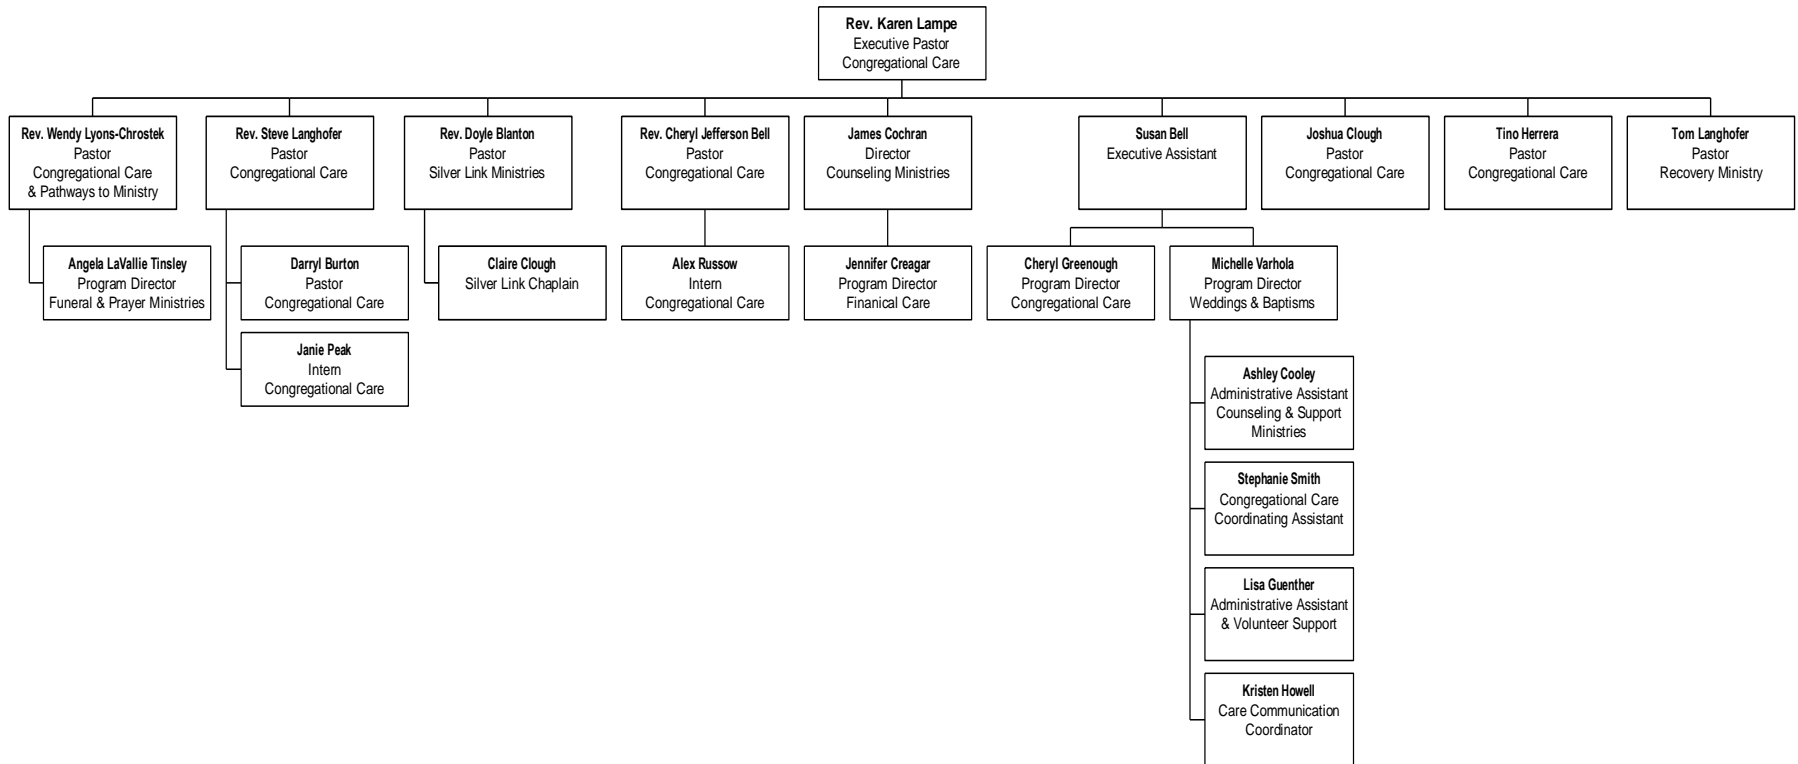 Rev. Karen Lampe
Executive Pastor
Congregational Care
Rev. Wendy Lyons-Chrostek
Pastor
Congregational Care
& Pathways to Ministry
Rev. Steve Langhofer
Pastor
Congregational Care
Rev. Doyle Blanton
Pastor
Silver Link Ministries
Rev. Cheryl Jefferson Bell
Pastor
Congregational Care
James Cochran
Director
Counseling Ministries
Susan Bell
Executive Assistant
Joshua Clough
Pastor
Congregational Care
Tino Herrera
Pastor
Congregational Care
Tom Langhofer
Pastor
Recovery Ministry
Angela LaVallie Tinsley
Program Director
Funeral & Prayer Ministries
Darryl Burton
Pastor
Congregational Care
Claire Clough
Silver Link Chaplain
Alex Russow
Intern
Congregational Care
Jennifer Creagar
Program Director
Finanical Care
Cheryl Greenough
Program Director
Congregational Care
Michelle Varhola
Program Director
Weddings & Baptisms
Janie Peak
Intern
Congregational Care
Ashley Cooley
Administrative Assistant
Counseling & Support
Ministries
Stephanie Smith
Congregational Care
Coordinating Assistant
Lisa Guenther
Administrative Assistant
& Volunteer Support
Kristen Howell
Care Communication
Coordinator